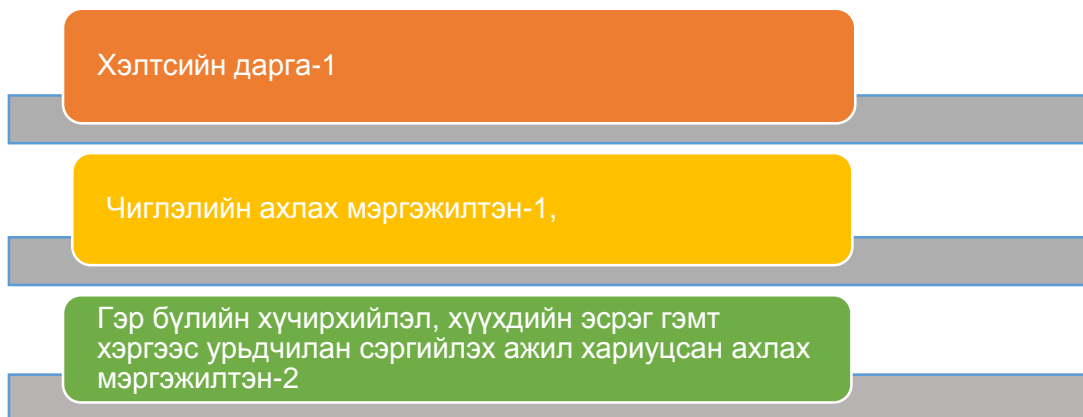 Хэлтсийн дарга-1
Чиглэлийн ахлах мэргэжилтэн-1,
Гэр бүлийн хүчирхийлэл, хүүхдийн эсрэг гэмт
хэргээс урьдчилан сэргийлэх ажил хариуцсан ахлах
мэргэжилтэн-2